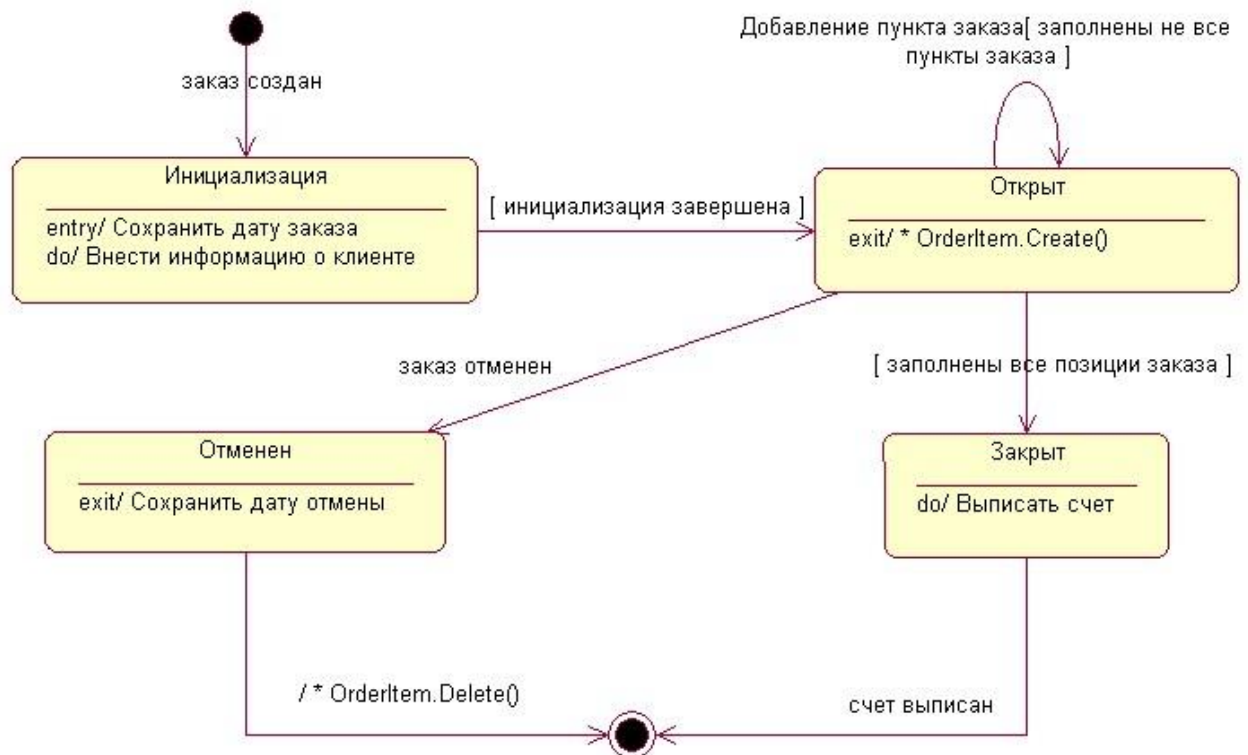 Добавление пункта заказа[ заполнены не все
пункты заказа ]
заказ создан
Инициализация
entry/ Сохранить дату заказа
do/ Внести информацию о клиенте
[ инициализация завершена ]
Открыт
exit/ * OrderItem.Create()
заказ отменен
[ заполнены все позиции заказа ]
Отменен
exit/ Сохранить дату отмены
Закрыт
do/ Выписать счет
/ * OrderItem.Delete()
счет выписан